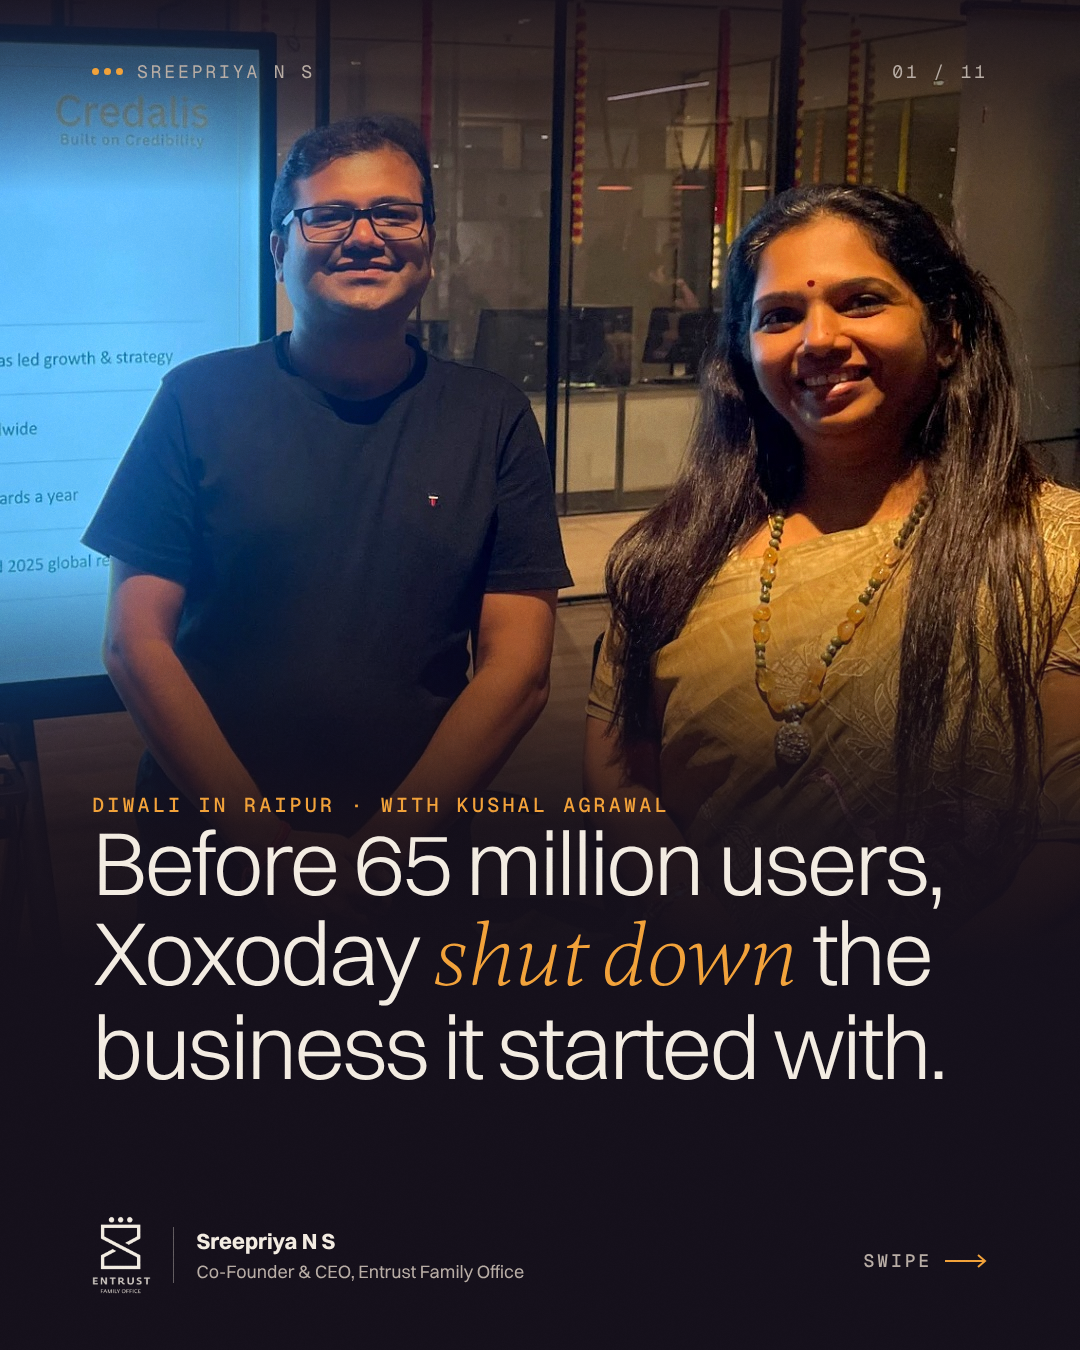 SREEPRIYA N S
01 / 11
Credalis
Built on Credibility
as led growth & strategy
wide
ards a year
2025 global re
DIWALI IN RAIPUR · WITH KUSHAL AGRAWAL
Before 65 million users,
Xoxoday shut down the
business it started with.
ENTRUST
FAMILY OFFICE
Sreepriya N S
Co-Founder & CEO, Entrust Family Office
SWIPE